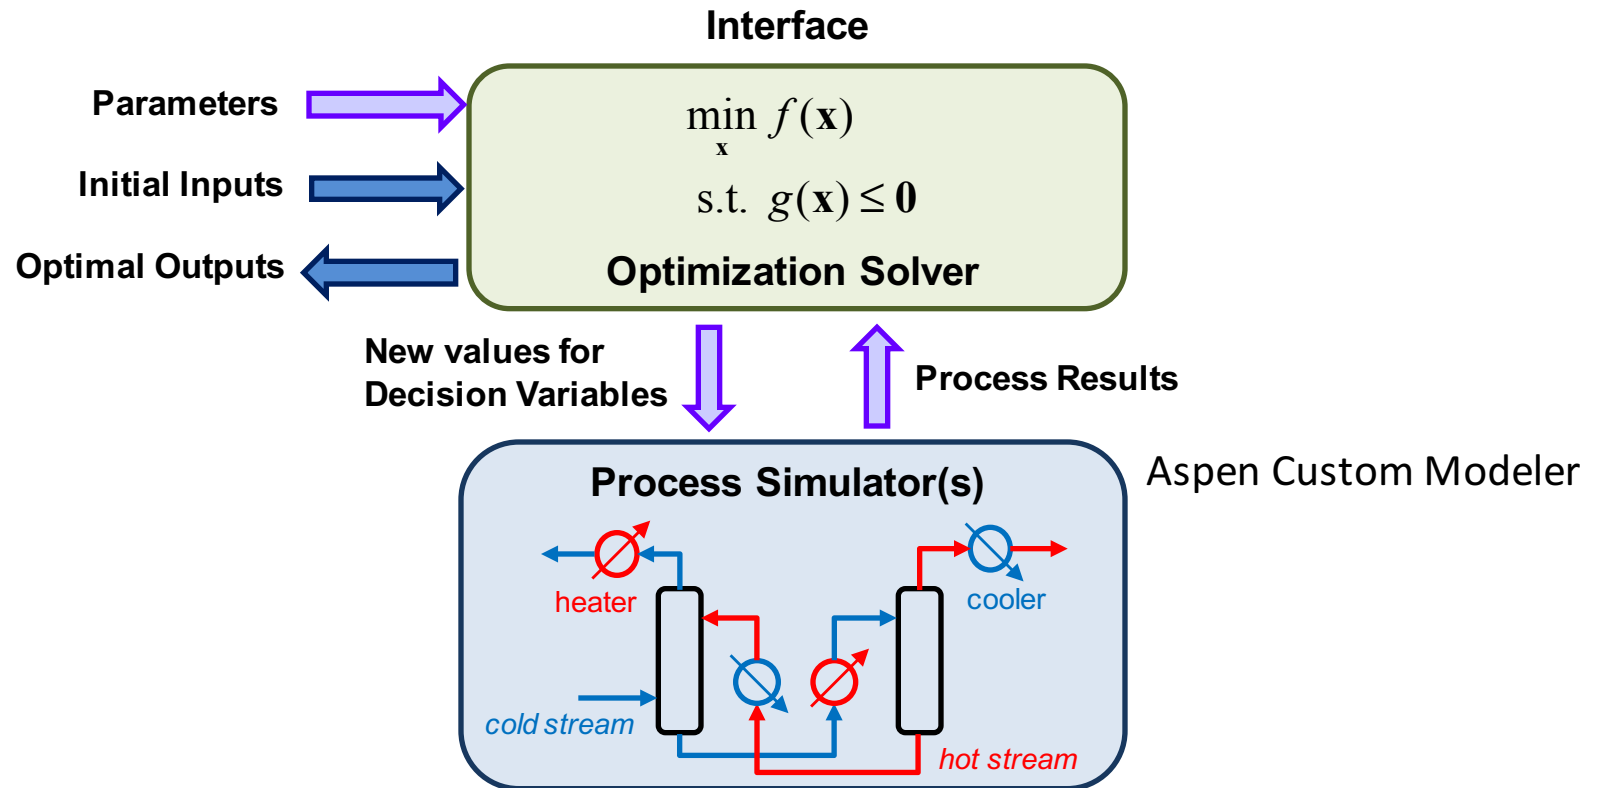 Interface
Parameters
Initial Inputs
Optimal Outputs
min f(x)
x
s.t. g(x) ≤ 0
Optimization Solver
New values for
Decision Variables
Process Results
Process Simulator(s)
Aspen Custom Modeler
heater
cooler
cold stream
hot stream